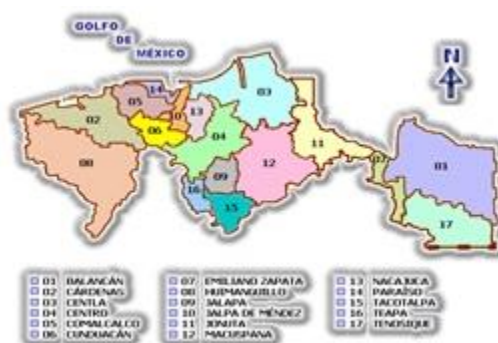 GOLFO
DE
MÉXICO
N
14
05
03
02
13
06
04
08
12
11
07
01
09
16
15
17
01 BALANCÁN
02 CÁRDENAS
03 CENTLA
04 CENTRO
05 COMALCALCO
06 CUNDUACÁN
07 EMILIANO ZAPATA
08 HUIMANGUILLO
09 JALAPA
10 JALPA DE MÉNDEZ
11 JONUTA
12 MACUSPANA
13 NACAJUCA
14 PARAÍSO
15 TACOTALPA
16 TEAPA
17 TENOSIQUE